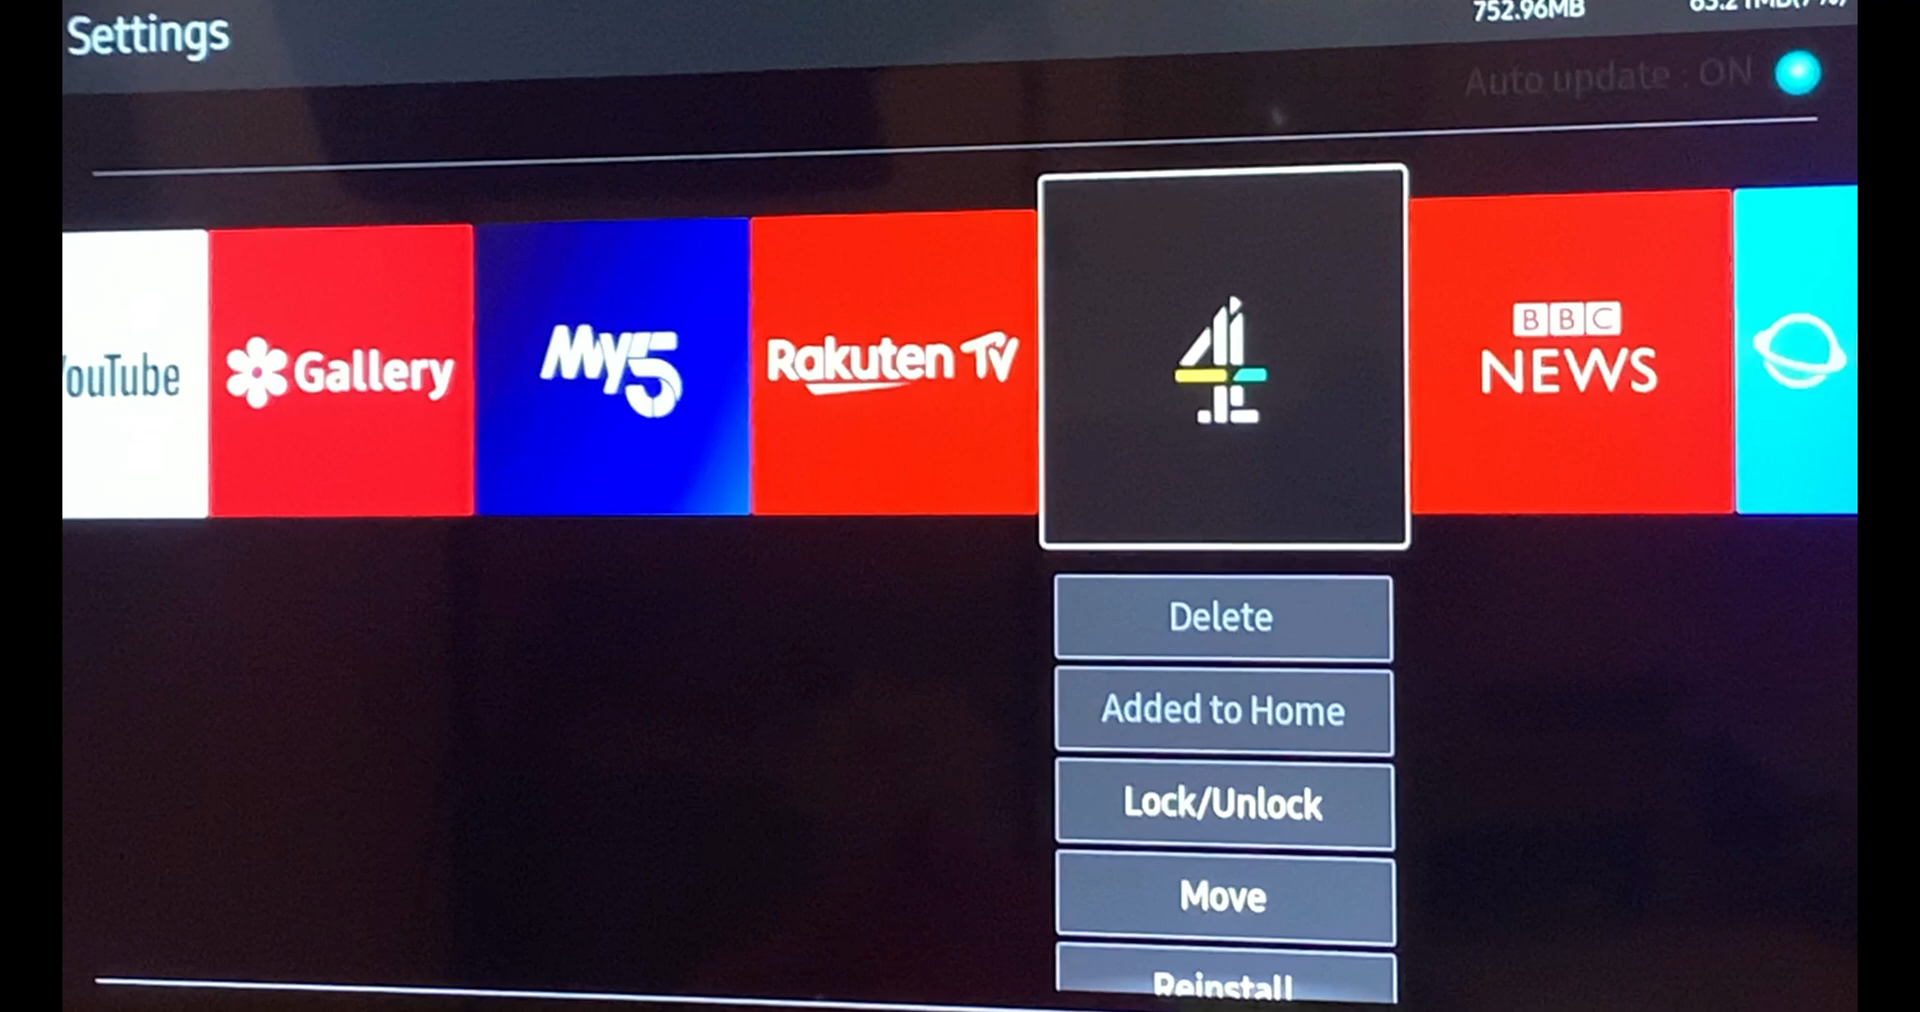 Settings
752.96MB
Auto update : ON
ouTube
Gallery
My5
Rakuten TV
4
BBC
NEWS
Delete
Added to Home
Lock/Unlock
Move
Reinstall